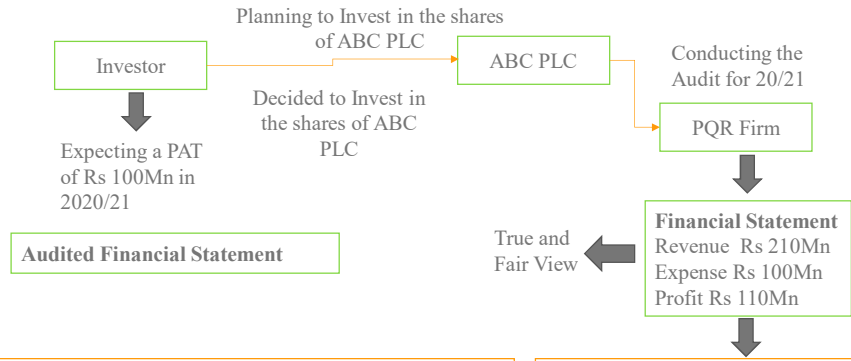 Planning to Invest in the shares
of ABC PLC
Investor
ABC PLC
Conducting the
Audit for 20/21
Decided to Invest in
the shares of ABC
PLC
PQR Firm
Expecting a PAT
of Rs 100Mn in
2020/21
Audited Financial Statement
True and
Fair View
Financial Statement
Revenue Rs 210Mn
Expense Rs 100Mn
Profit Rs 110Mn